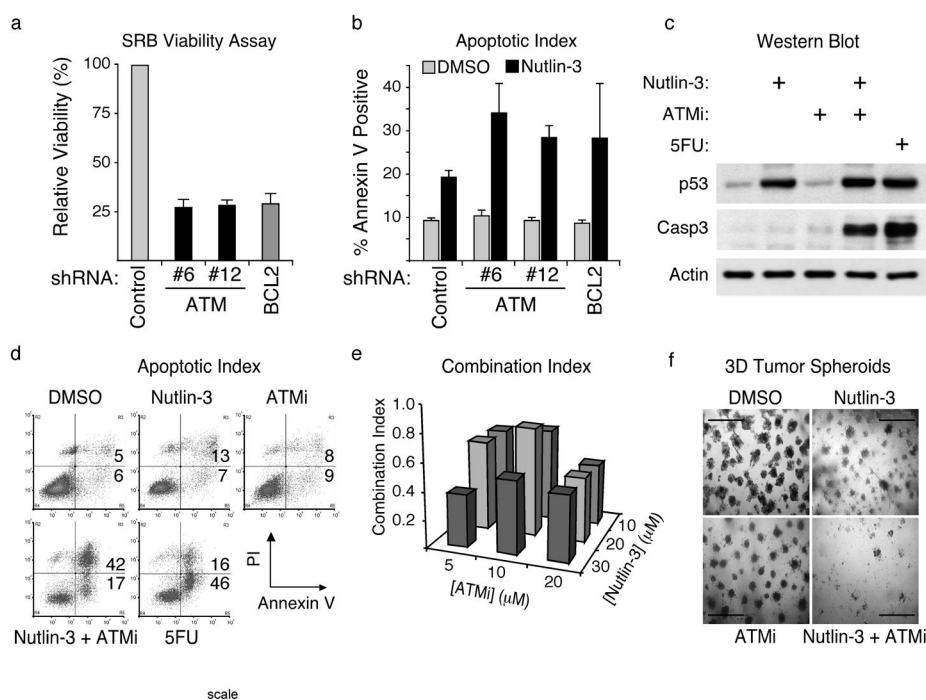 a
SRB Viability Assay
Relative Viability (%)
100
75
50
25
shRNA:
Control
#6 #12
ATM
BCL2
b
Apoptotic Index
DMSO Nutlin-3
% Annexin V Positive
40
30
20
10
shRNA:
Control
#6 #12
ATM
BCL2
c
Western Blot
Nutlin-3: + +
ATMi: + +
5FU: +
p53
Casp3
Actin
d
Apoptotic Index
DMSO Nutlin-3 ATMi
5 13 8
6 7 9
42 16
17 46
PI
Annexin V
Nutlin-3 + ATMi 5FU
e
Combination Index
Combination Index
1.0
0.8
0.6
0.4
0.2
5
10
20
[ATMi] (μM)
10
20
30
[Nutlin-3] (μM)
f
3D Tumor Spheroids
DMSO Nutlin-3
ATMi Nutlin-3 + ATMi
scale